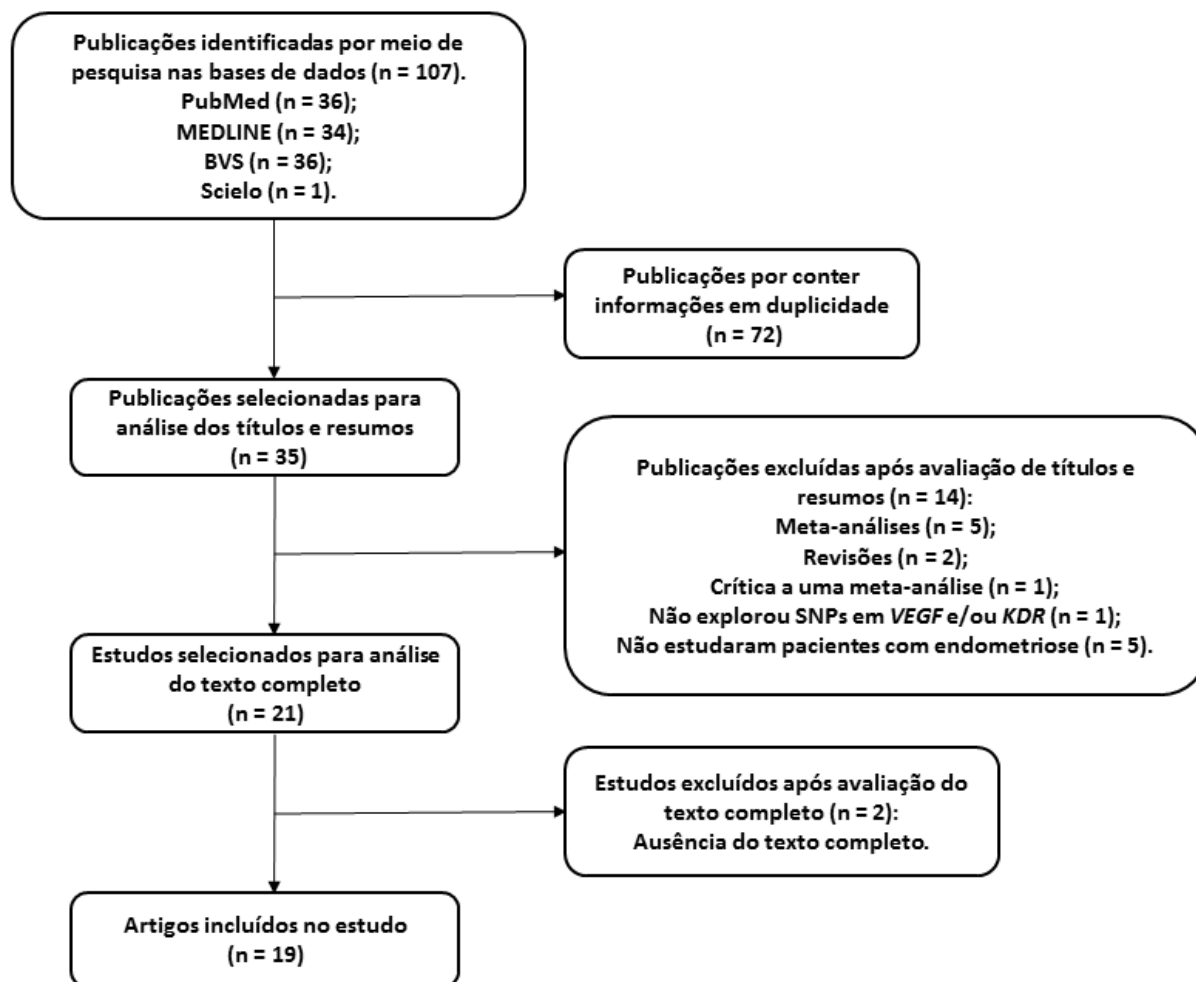 Publicações identificadas por meio de
pesquisa nas bases de dados (n = 107).
PubMed (n = 36);
MEDLINE (n = 34);
BVS (n = 36);
Scielo (n = 1).
Publicações por conter
informações em duplicidade
(n = 72)
Publicações selecionadas para
análise dos títulos e resumos
(n = 35)
Publicações excluídas após avaliação de títulos e
resumos (n = 14):
Meta-análises (n = 5);
Revisões (n = 2);
Crítica a uma meta-análise (n = 1);
Não explorou SNPs em VEGF e/ou KDR (n = 1);
Não estudaram pacientes com endometriose (n = 5).
Estudos selecionados para análise
do texto completo
(n = 21)
Estudos excluídos após avaliação do
texto completo (n = 2):
Ausência do texto completo.
Artigos incluídos no estudo
(n = 19)